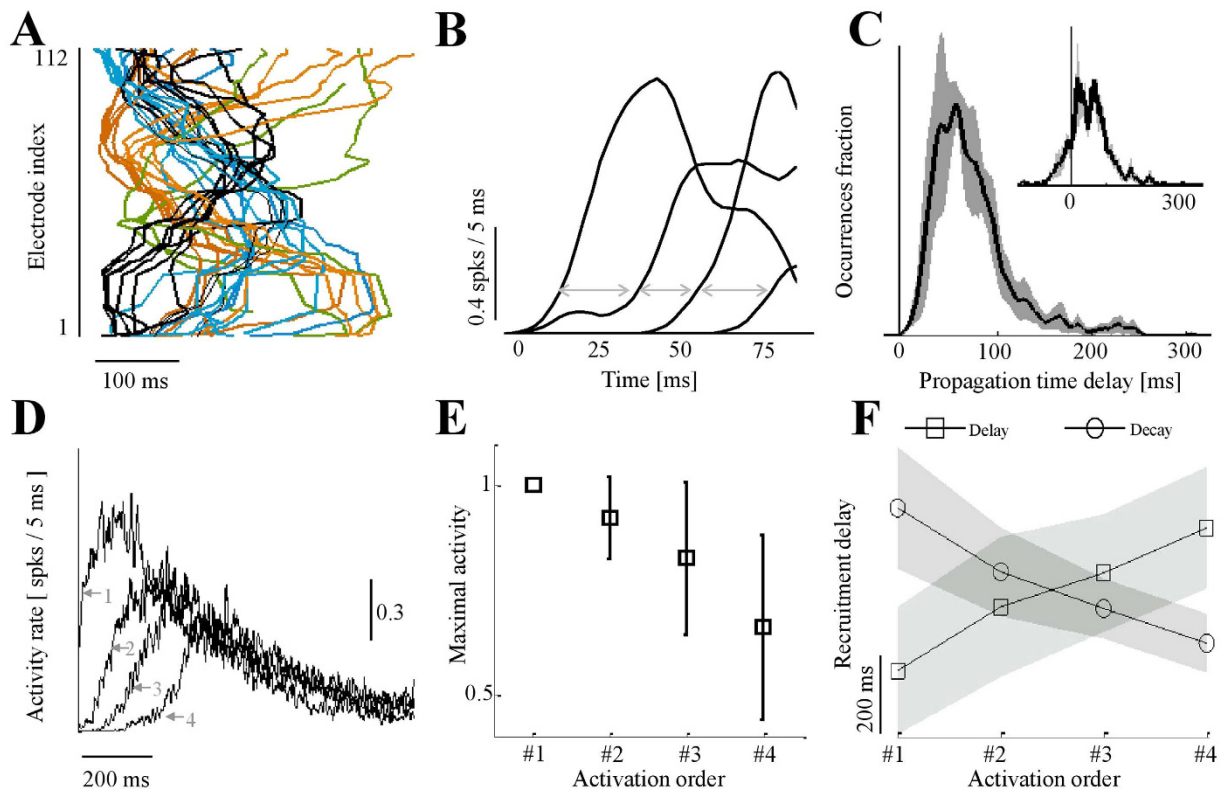 A
112
Electrode index
1
100 ms
B
0.4 spks / 5 ms
0
25
50
75
Time [ms]
C
Occurrences fraction
0
300
0
100
200
300
Propagation time delay [ms]
D
Activity rate [ spks / 5 ms ]
1
2
3
4
0.3
200 ms
E
Maximal activity
1
0.5
#1
#2
#3
#4
Activation order
F
Delay
Decay
Recruitment delay
200 ms
#1
#2
#3
#4
Activation order